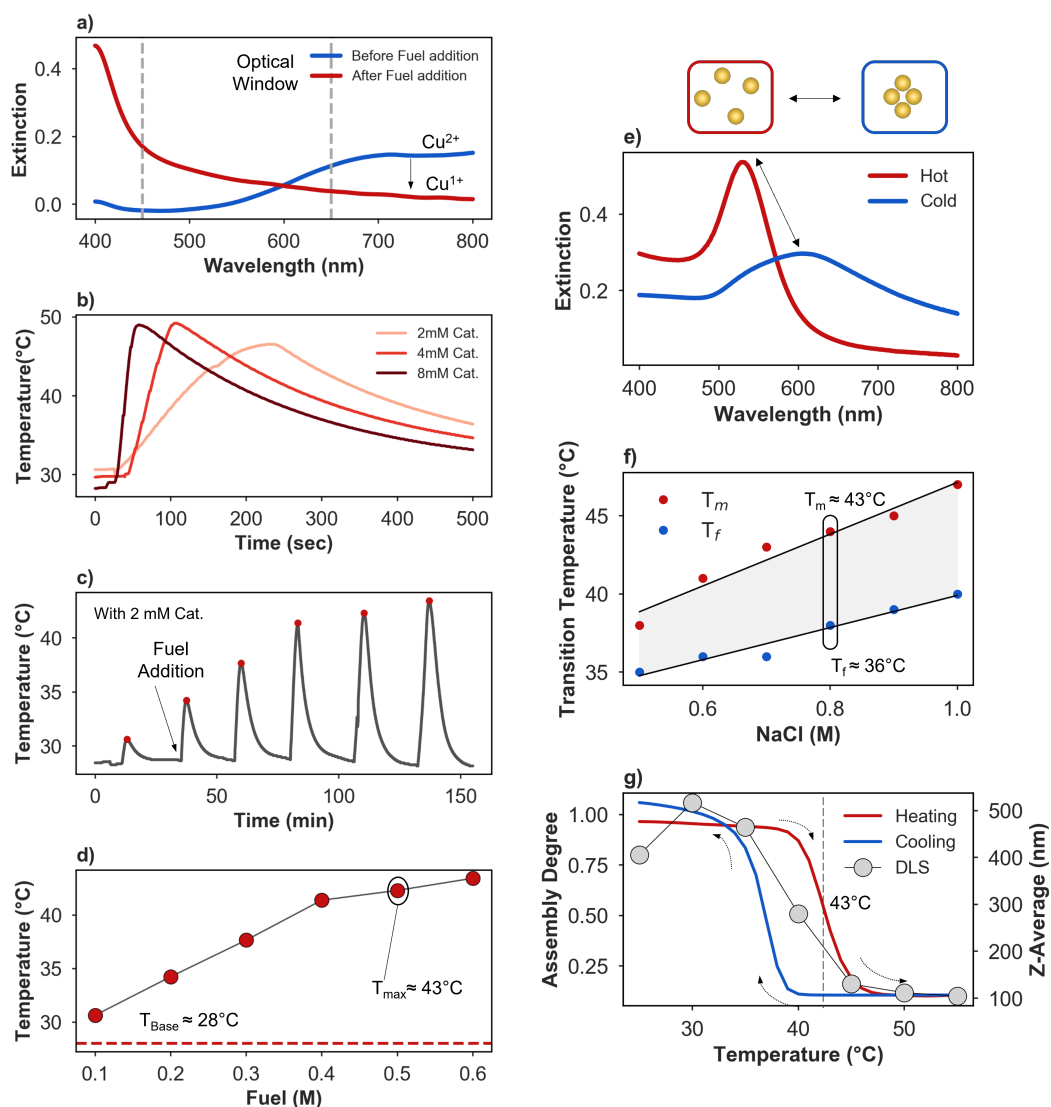 a)
Extinction
0.4
0.2
0.0
Optical
Window
Before Fuel addition
After Fuel addition
Cu2+
Cu1+
400
500
600
700
800
Wavelength (nm)
b)
Temperature(°C)
50
40
30
2mM Cat.
4mM Cat.
8mM Cat.
0
100
200
300
400
500
Time (sec)
c)
Temperature (°C)
40
35
30
With 2 mM Cat.
Fuel
Addition
0
50
100
150
Time (min)
d)
Temperature (°C)
40
35
30
Tmax ≈ 43°C
TBase ≈ 28°C
0.1
0.2
0.3
0.4
0.5
0.6
Fuel (M)
e)
Extinction
0.4
0.2
Hot
Cold
400
500
600
700
800
Wavelength (nm)
f)
Transition Temperature (°C)
45
40
35
Tm
Tf
Tm ≈ 43°C
Tf ≈ 36°C
0.6
0.8
1.0
NaCl (M)
g)
Assembly Degree
1.00
0.75
0.50
0.25
Heating
Cooling
DLS
43°C
500
400
300
200
100
Z-Average (nm)
30
40
50
Temperature (°C)